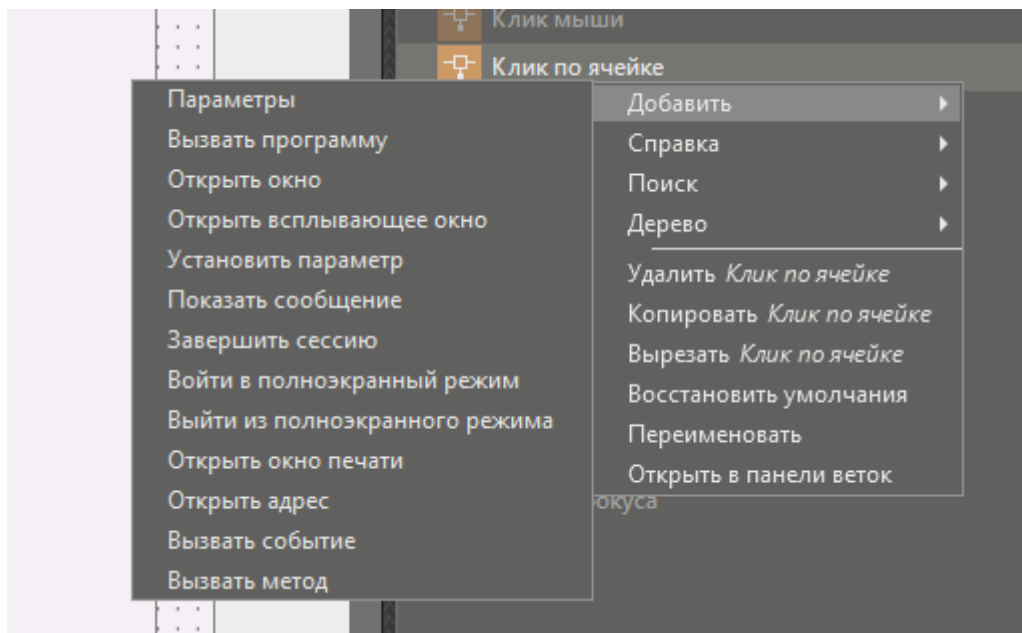 Клик мыши
Клик по ячейке
Параметры
Вызвать программу
Открыть окно
Открыть всплывающее окно
Установить параметр
Показать сообщение
Завершить сессию
Войти в полноэкранный режим
Выйти из полноэкранного режима
Открыть окно печати
Открыть адрес
Вызвать событие
Вызвать метод
Добавить
Справка
Поиск
Дерево
Удалить Клик по ячейке
Копировать Клик по ячейке
Вырезать Клик по ячейке
Восстановить умолчания
Переименовать
Открыть в панели веток